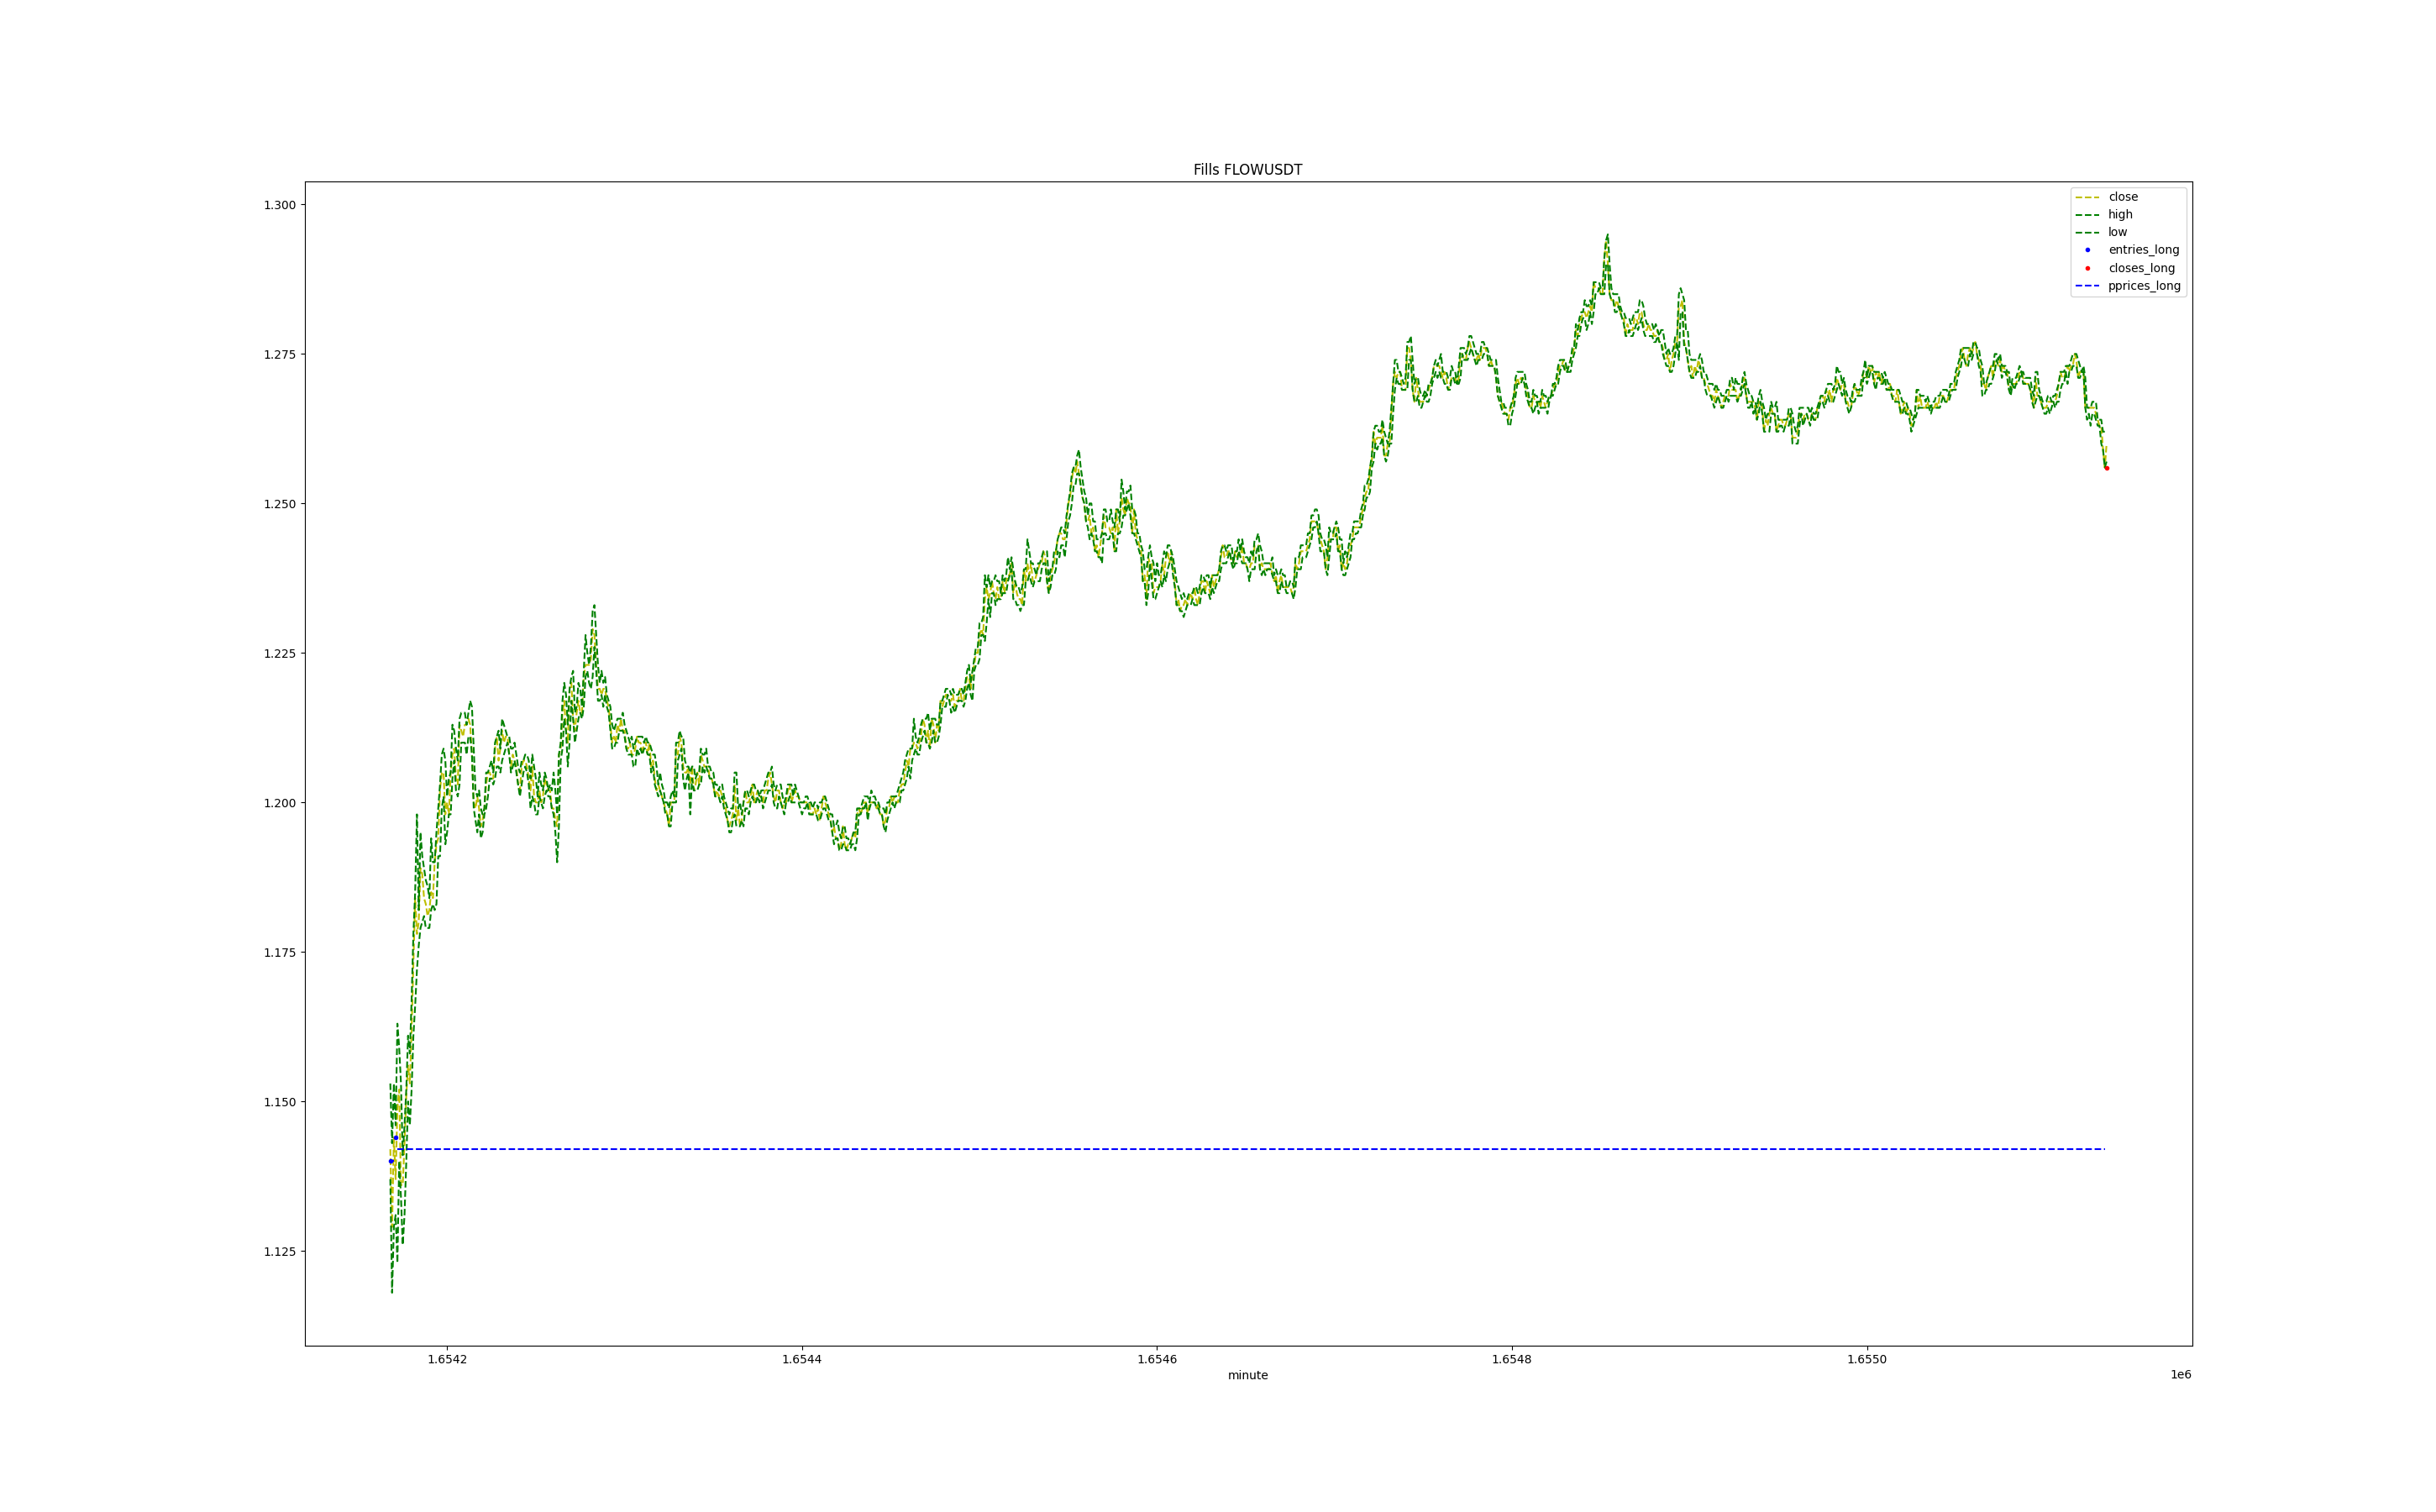 Fills FLOWUSDT
1.300
1.275
1.250
1.225
1.200
1.175
1.150
1.125
close
high
low
entries_long
closes_long
pprices_long
1.6542
1.6544
1.6546
1.6548
1.6550
minute
1e6